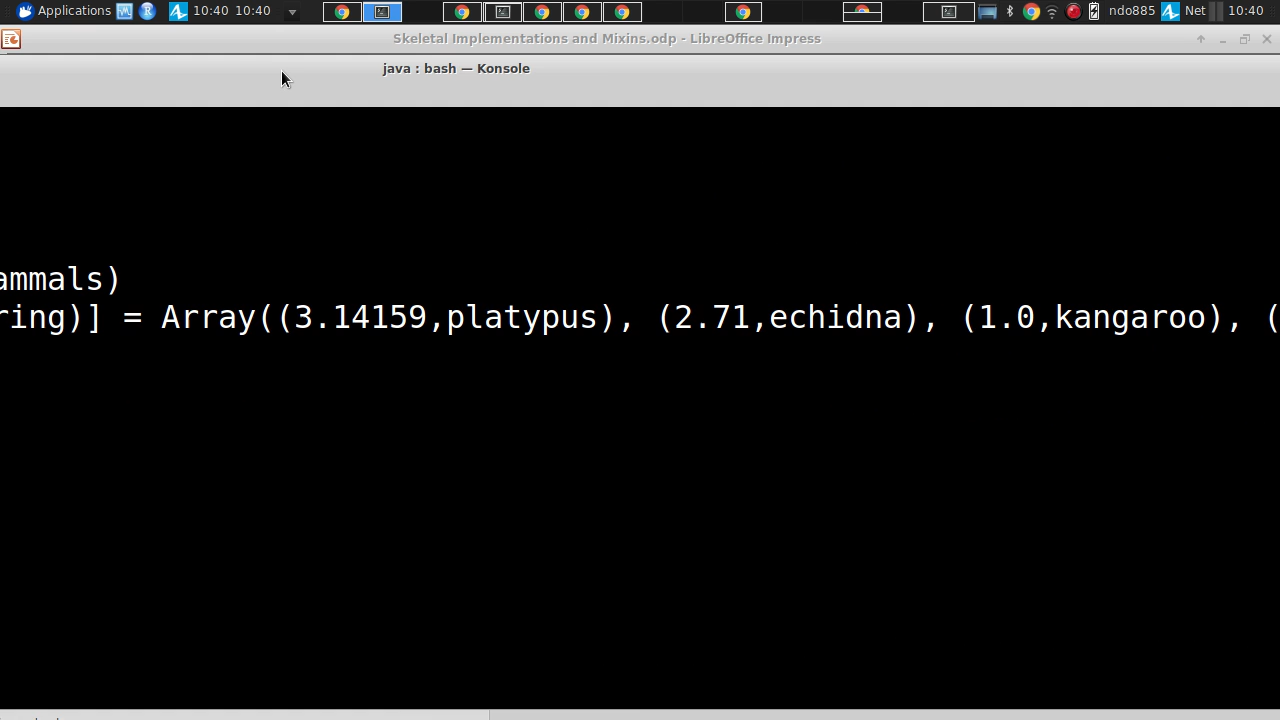 Applications 10:40 10:40 ndo885 Net 10:40
Skeletal Implementations and Mixins.odp - LibreOffice Impress
java : bash — Konsole
ammals)
ring)] = Array((3.14159,platypus), (2.71,echidna), (1.0,kangaroo), (